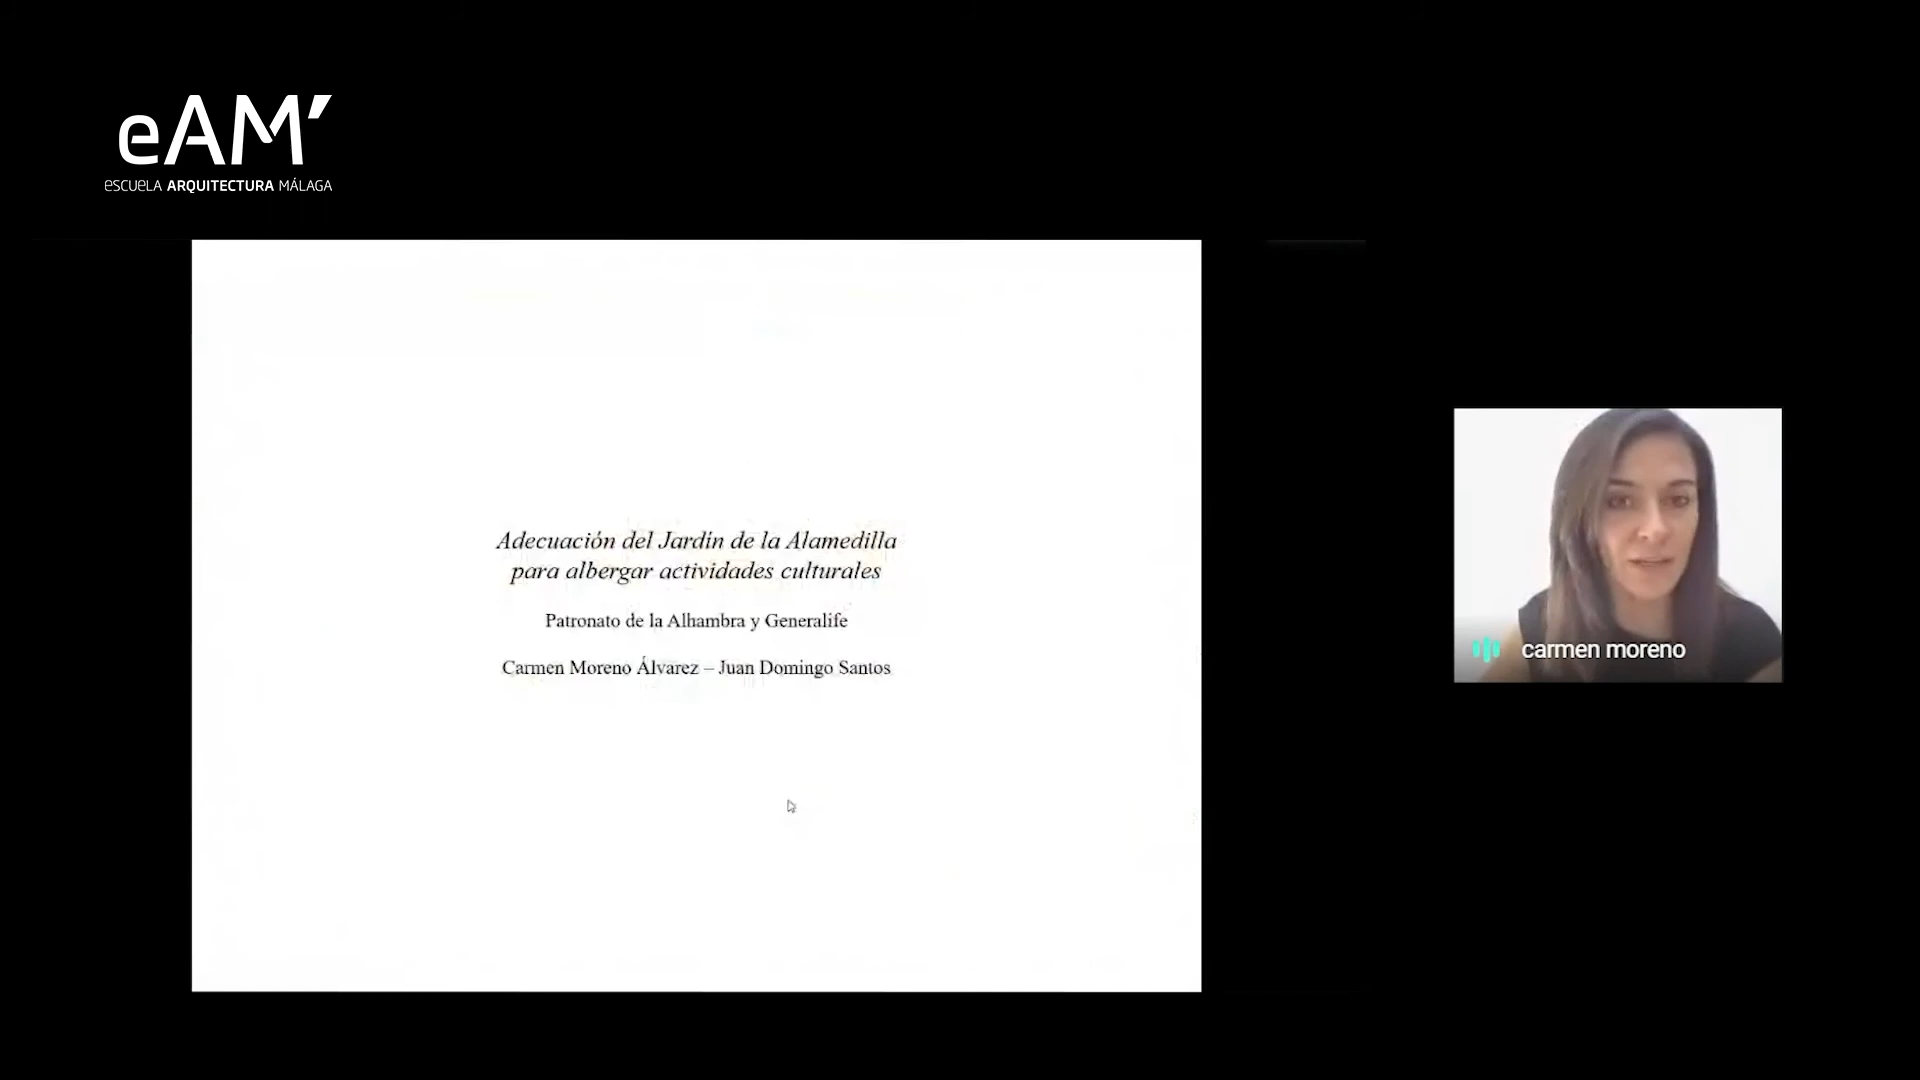 eAM'
ESCUELA ARQUITECTURA MÁLAGA
Adecuación del Jardín de la Alamedilla
para albergar actividades culturales
Patronato de la Alhambra y Generalife
Carmen Moreno Álvarez – Juan Domingo Santos
carmen moreno